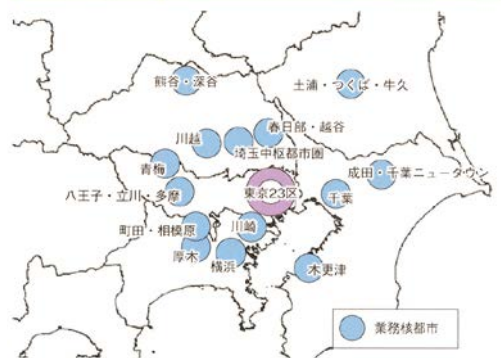 熊谷・深谷
土浦・つくば・牛久
春日部・越谷
川越
埼玉中枢都市圏
青梅
成田・千葉ニュータウン
八王子・立川・多摩
東京23区
千葉
町田・相模原
川崎
厚木
横浜
木更津
業務核都市